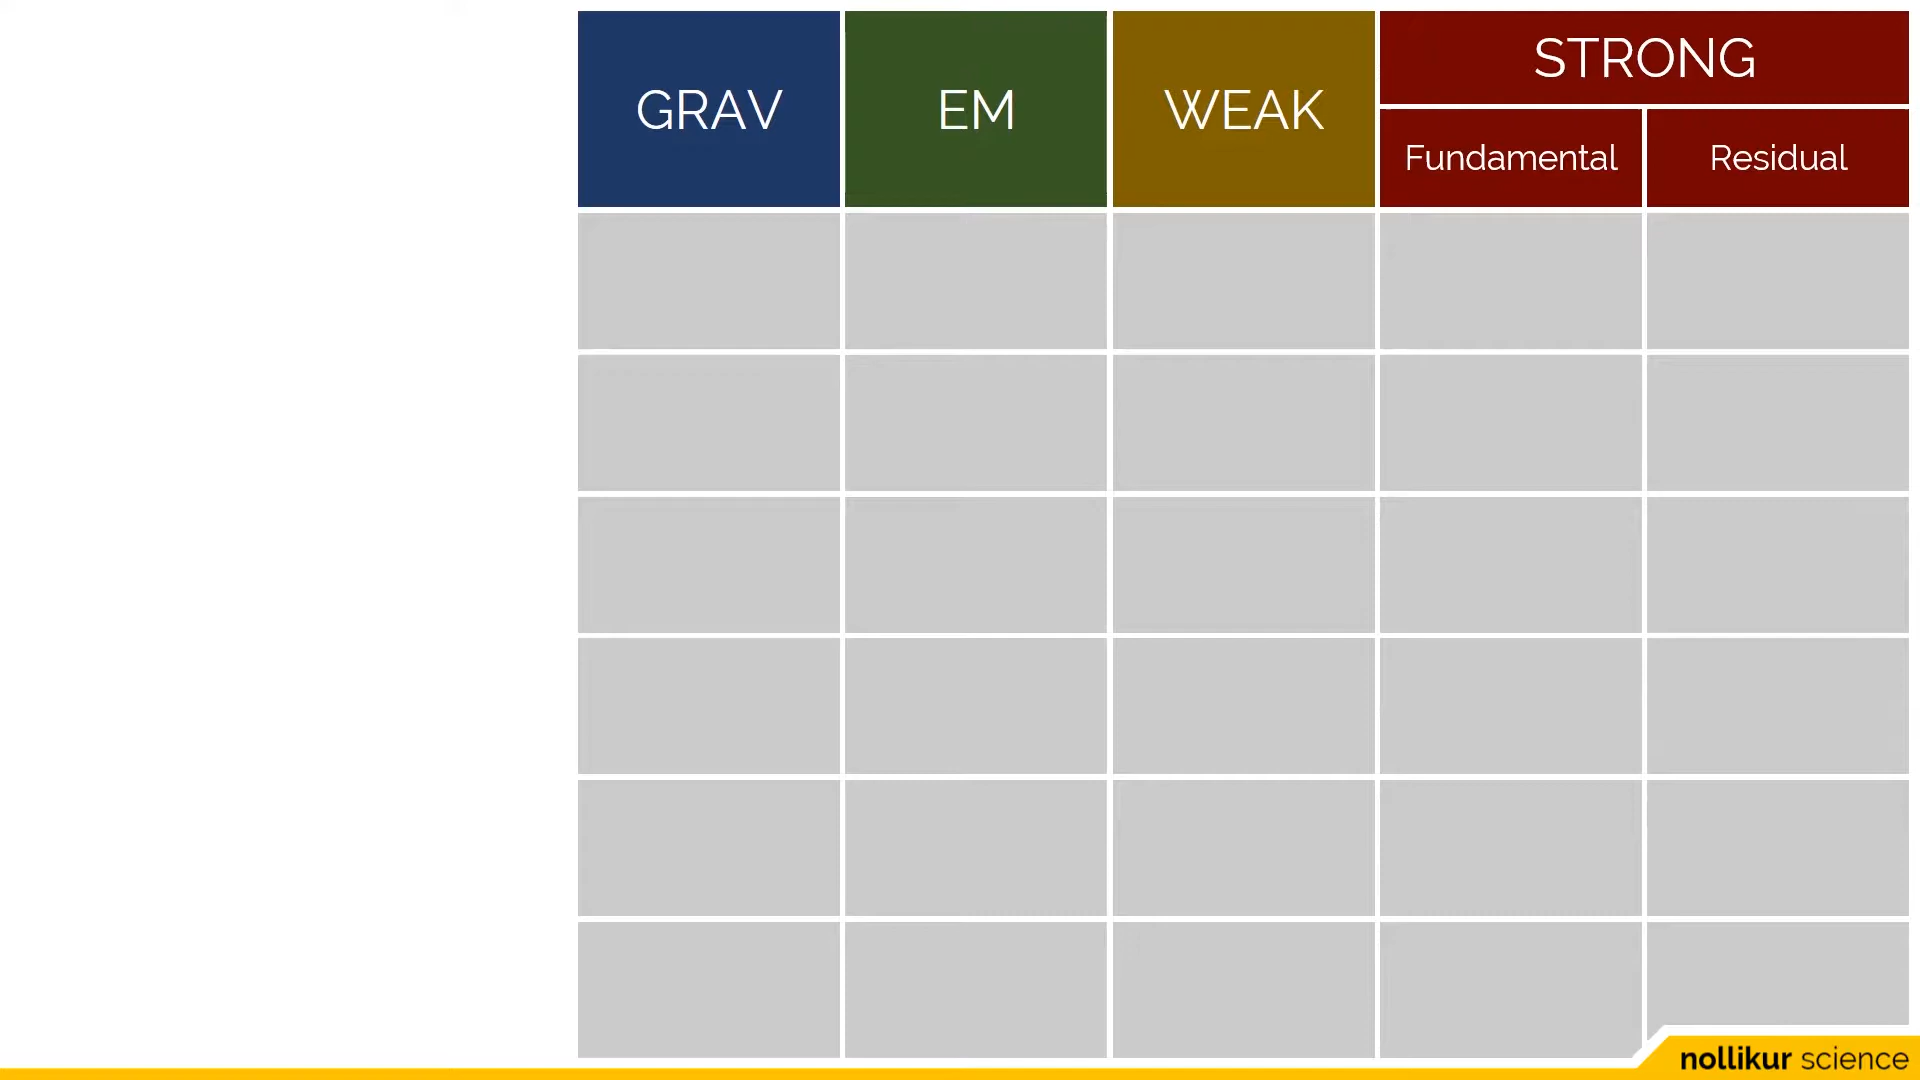 GRAV
EM
WEAK
STRONG
Fundamental
Residual
nollikur science